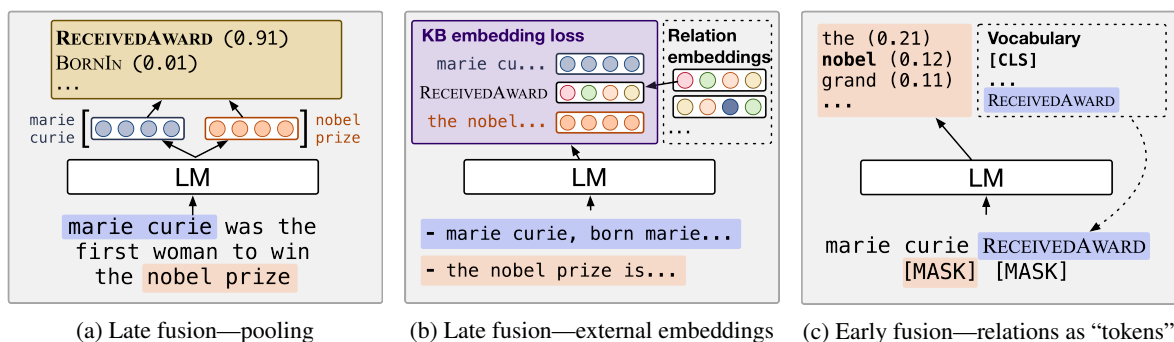 RECEIVEDAWARD (0.91)
BORNIN (0.01)
...
marie
curie
nobel
prize
LM
marie curie was the
first woman to win
the nobel prize
(a) Late fusion—pooling
KB embedding loss
Relation
embeddings
marie cu...
RECEIVEDAWARD
the nobel...
...
LM
- marie curie, born marie...
- the nobel prize is...
(b) Late fusion—external embeddings
the (0.21)
nobel (0.12)
grand (0.11)
...
Vocabulary
[CLS]
...
RECEIVEDAWARD
LM
marie curie RECEIVEDAWARD
[MASK] [MASK]
(c) Early fusion—relations as “tokens”